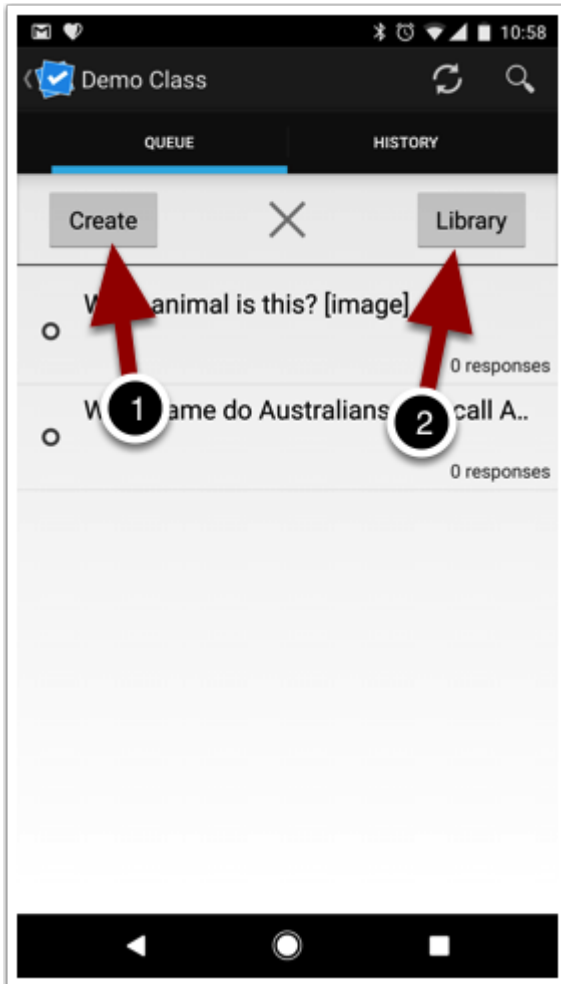 10:58
Demo Class
QUEUE HISTORY
Create Library
animal is this? [image]
0 responses
1
2
do Australians call A..
0 responses